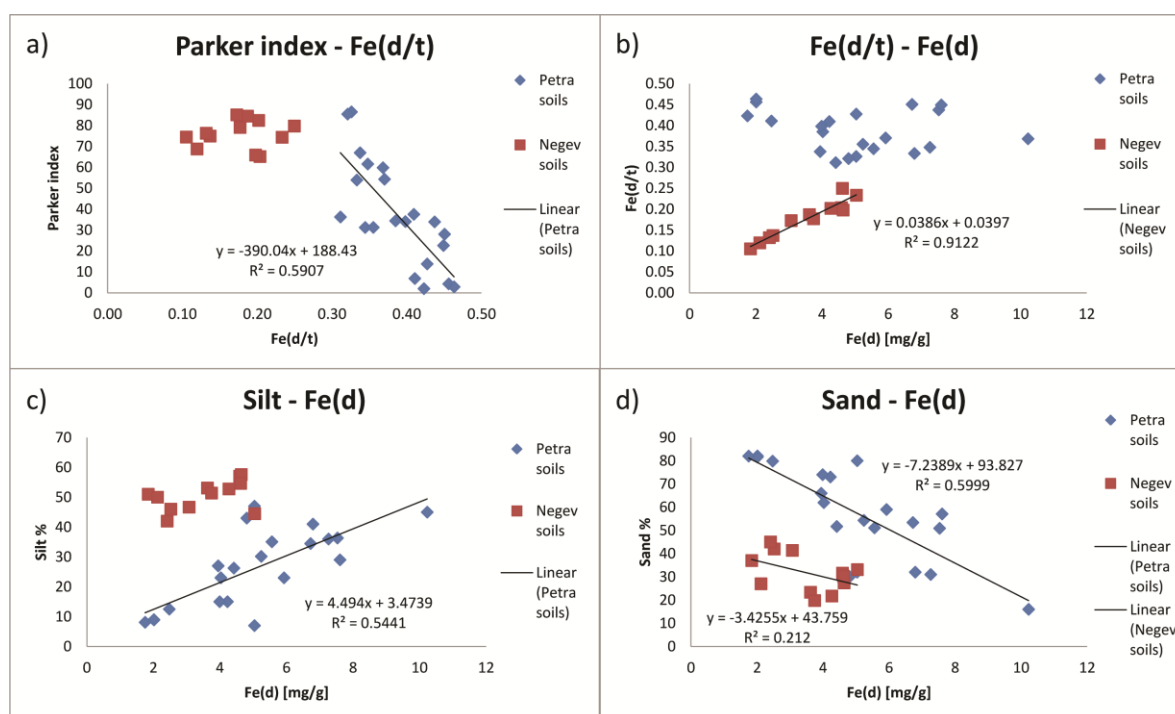 a)
Parker index - Fe(d/t)
100
90
80
70
60
50
40
30
20
10
0
Parker index
0.00 0.10 0.20 0.30 0.40 0.50
Fe(d/t)
y = -390.04x + 188.43
R² = 0.5907
Petra
soils
Negev
soils
Linear
(Petra
soils)
b)
Fe(d/t) - Fe(d)
0.50
0.45
0.40
0.35
0.30
0.25
0.20
0.15
0.10
0.05
0.00
Fe(d/t)
0 2 4 6 8 10 12
Fe(d) [mg/g]
y = 0.0386x + 0.0397
R² = 0.9122
Petra
soils
Negev
soils
Linear
(Negev
soils)
c)
Silt - Fe(d)
70
60
50
40
30
20
10
0
Silt %
0 2 4 6 8 10 12
Fe(d) [mg/g]
y = 4.494x + 3.4739
R² = 0.5441
Petra
soils
Negev
soils
Linear
(Petra
soils)
d)
Sand - Fe(d)
90
80
70
60
50
40
30
20
10
0
Sand %
0 2 4 6 8 10 12
Fe(d) [mg/g]
y = -7.2389x + 93.827
R² = 0.5999
y = -3.4255x + 43.759
R² = 0.212
Petra
soils
Negev
soils
Linear
(Petra
soils)
Linear
(Negev
soils)